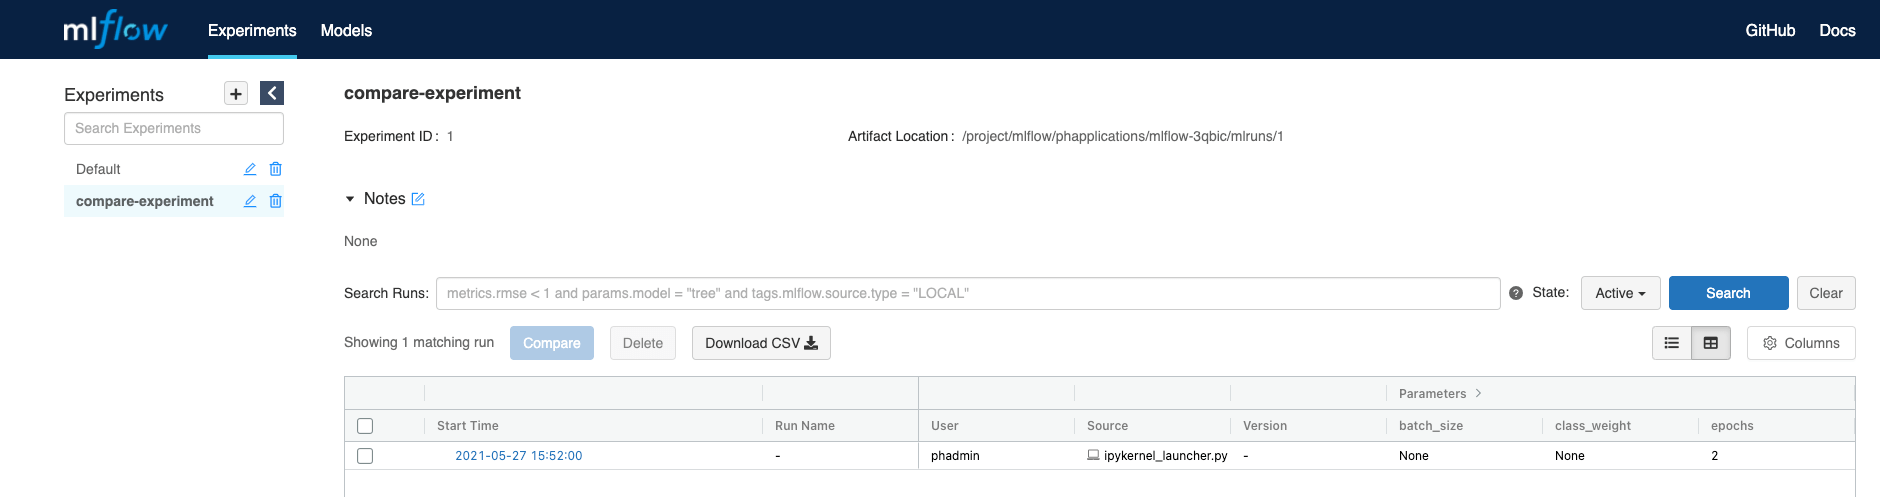 mlflow Experiments Models GitHub Docs
Experiments
Search Experiments
Default
compare-experiment
compare-experiment
Experiment ID: 1 Artifact Location: /project/mlflow/phapplications/mlflow-3qbic/mlruns/1
Notes
None
Search Runs: metrics.rmse < 1 and params.model = "tree" and tags.mlflow.source.type = "LOCAL" ? State: Active Search Clear
Showing 1 matching run Compare Delete Download CSV Columns
Parameters >
Start Time Run Name User Source Version batch_size class_weight epochs
2021-05-27 15:52:00 - phadmin ipykernel_launcher.py - None None 2